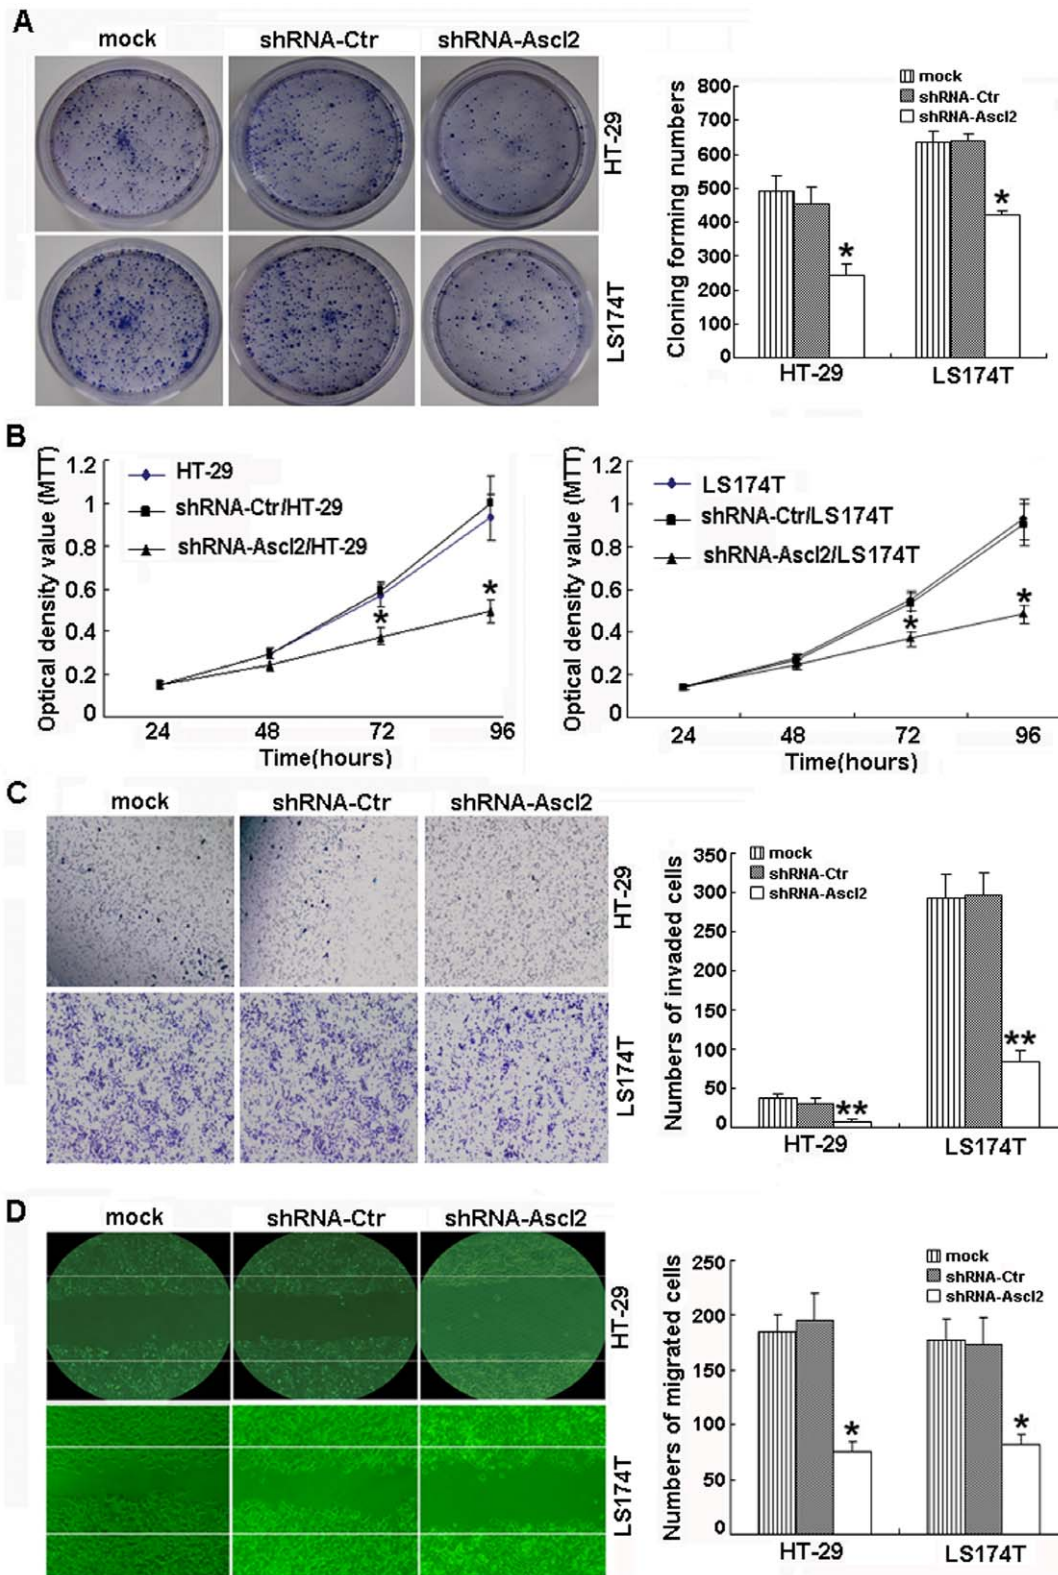 A
mock shRNA-Ctr shRNA-Ascl2
HT-29
LS174T
Cloning forming numbers
800
700
600
500
400
300
200
100
0
mock
shRNA-Ctr
shRNA-Ascl2
*
*
HT-29 LS174T
B
Optical density value (MTT)
1.2
1
0.8
0.6
0.4
0.2
0
HT-29
shRNA-Ctr/HT-29
shRNA-Ascl2/HT-29
*
*
24 48 72 96
Time(hours)
Optical density value (MTT)
1.2
1
0.8
0.6
0.4
0.2
0
LS174T
shRNA-Ctr/LS174T
shRNA-Ascl2/LS174T
*
*
24 48 72 96
Time(hours)
C
mock shRNA-Ctr shRNA-Ascl2
HT-29
LS174T
Numbers of invaded cells
350
300
250
200
150
100
50
0
mock
shRNA-Ctr
shRNA-Ascl2
**
**
HT-29 LS174T
D
mock shRNA-Ctr shRNA-Ascl2
HT-29
LS174T
Numbers of migrated cells
250
200
150
100
50
0
mock
shRNA-Ctr
shRNA-Ascl2
*
*
HT-29 LS174T